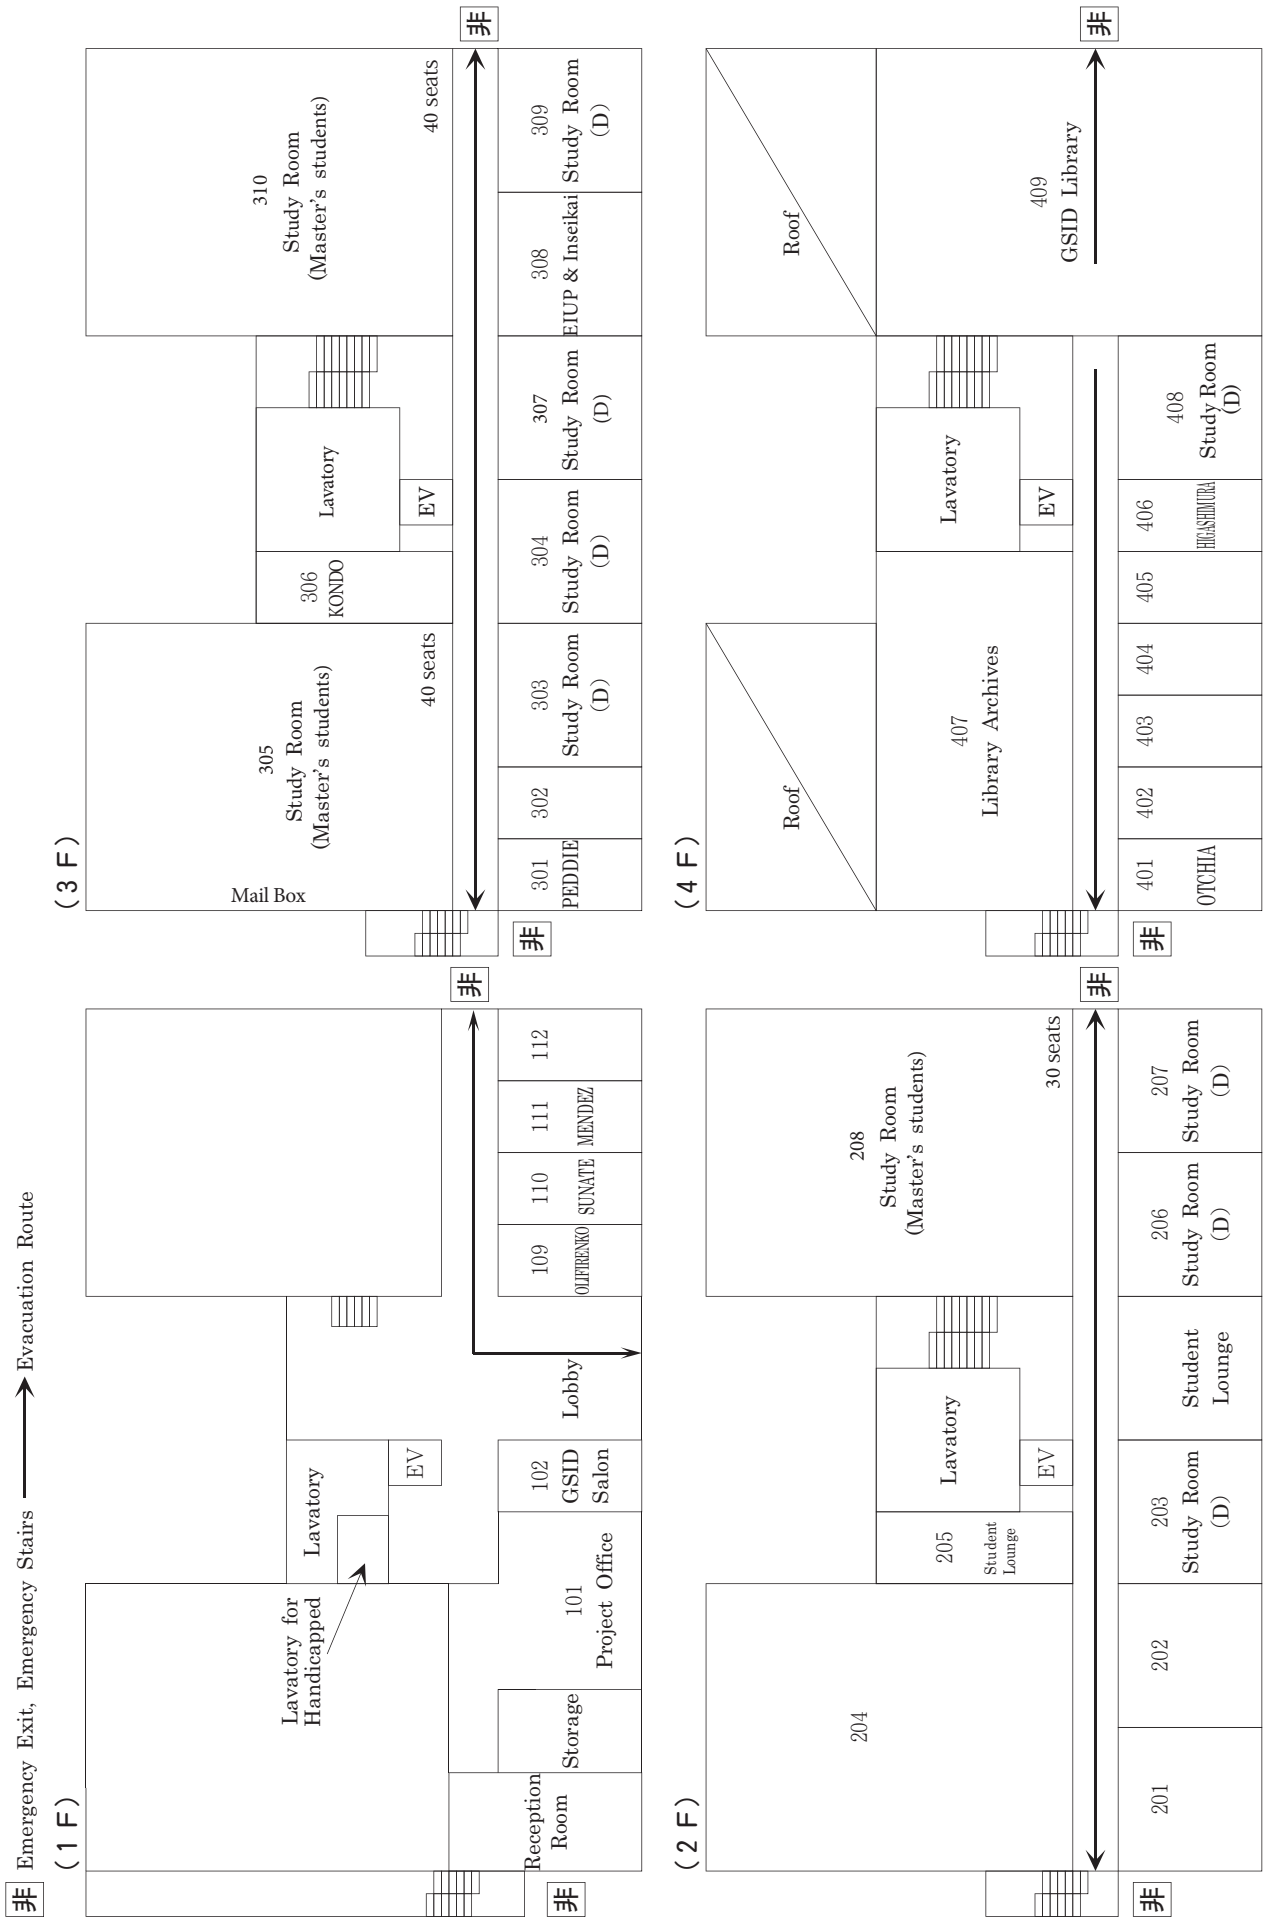 非 Emergency Exit, Emergency Stairs Evacuation Route
(1F)
Lavatory for
Handicapped
Lavatory
EV
Reception
Room
Storage
101
Project Office
102
GSID
Salon
Lobby
109
OLIFIRENKO
110
SUNATE
111
MENDEZ
112
非
非
(2F)
204
205
Student
Lounge
Lavatory
EV
208
Study Room
(Master's students)
30 seats
201
202
203
Study Room
(D)
Student
Lounge
206
Study Room
(D)
207
Study Room
(D)
非
非
(3F)
Mail Box
305
Study Room
(Master's students)
40 seats
306
KONDO
Lavatory
EV
310
Study Room
(Master's students)
40 seats
301
PEDDIE
302
303
Study Room
(D)
304
Study Room
(D)
307
Study Room
(D)
308
EIUP & Inseikai
309
Study Room
(D)
非
非
(4F)
Roof
Roof
407
Library Archives
Lavatory
EV
409
GSID Library
401
OTCHIA
402
403
404
405
406
HIGASHIMURA
408
Study Room
(D)
非
非